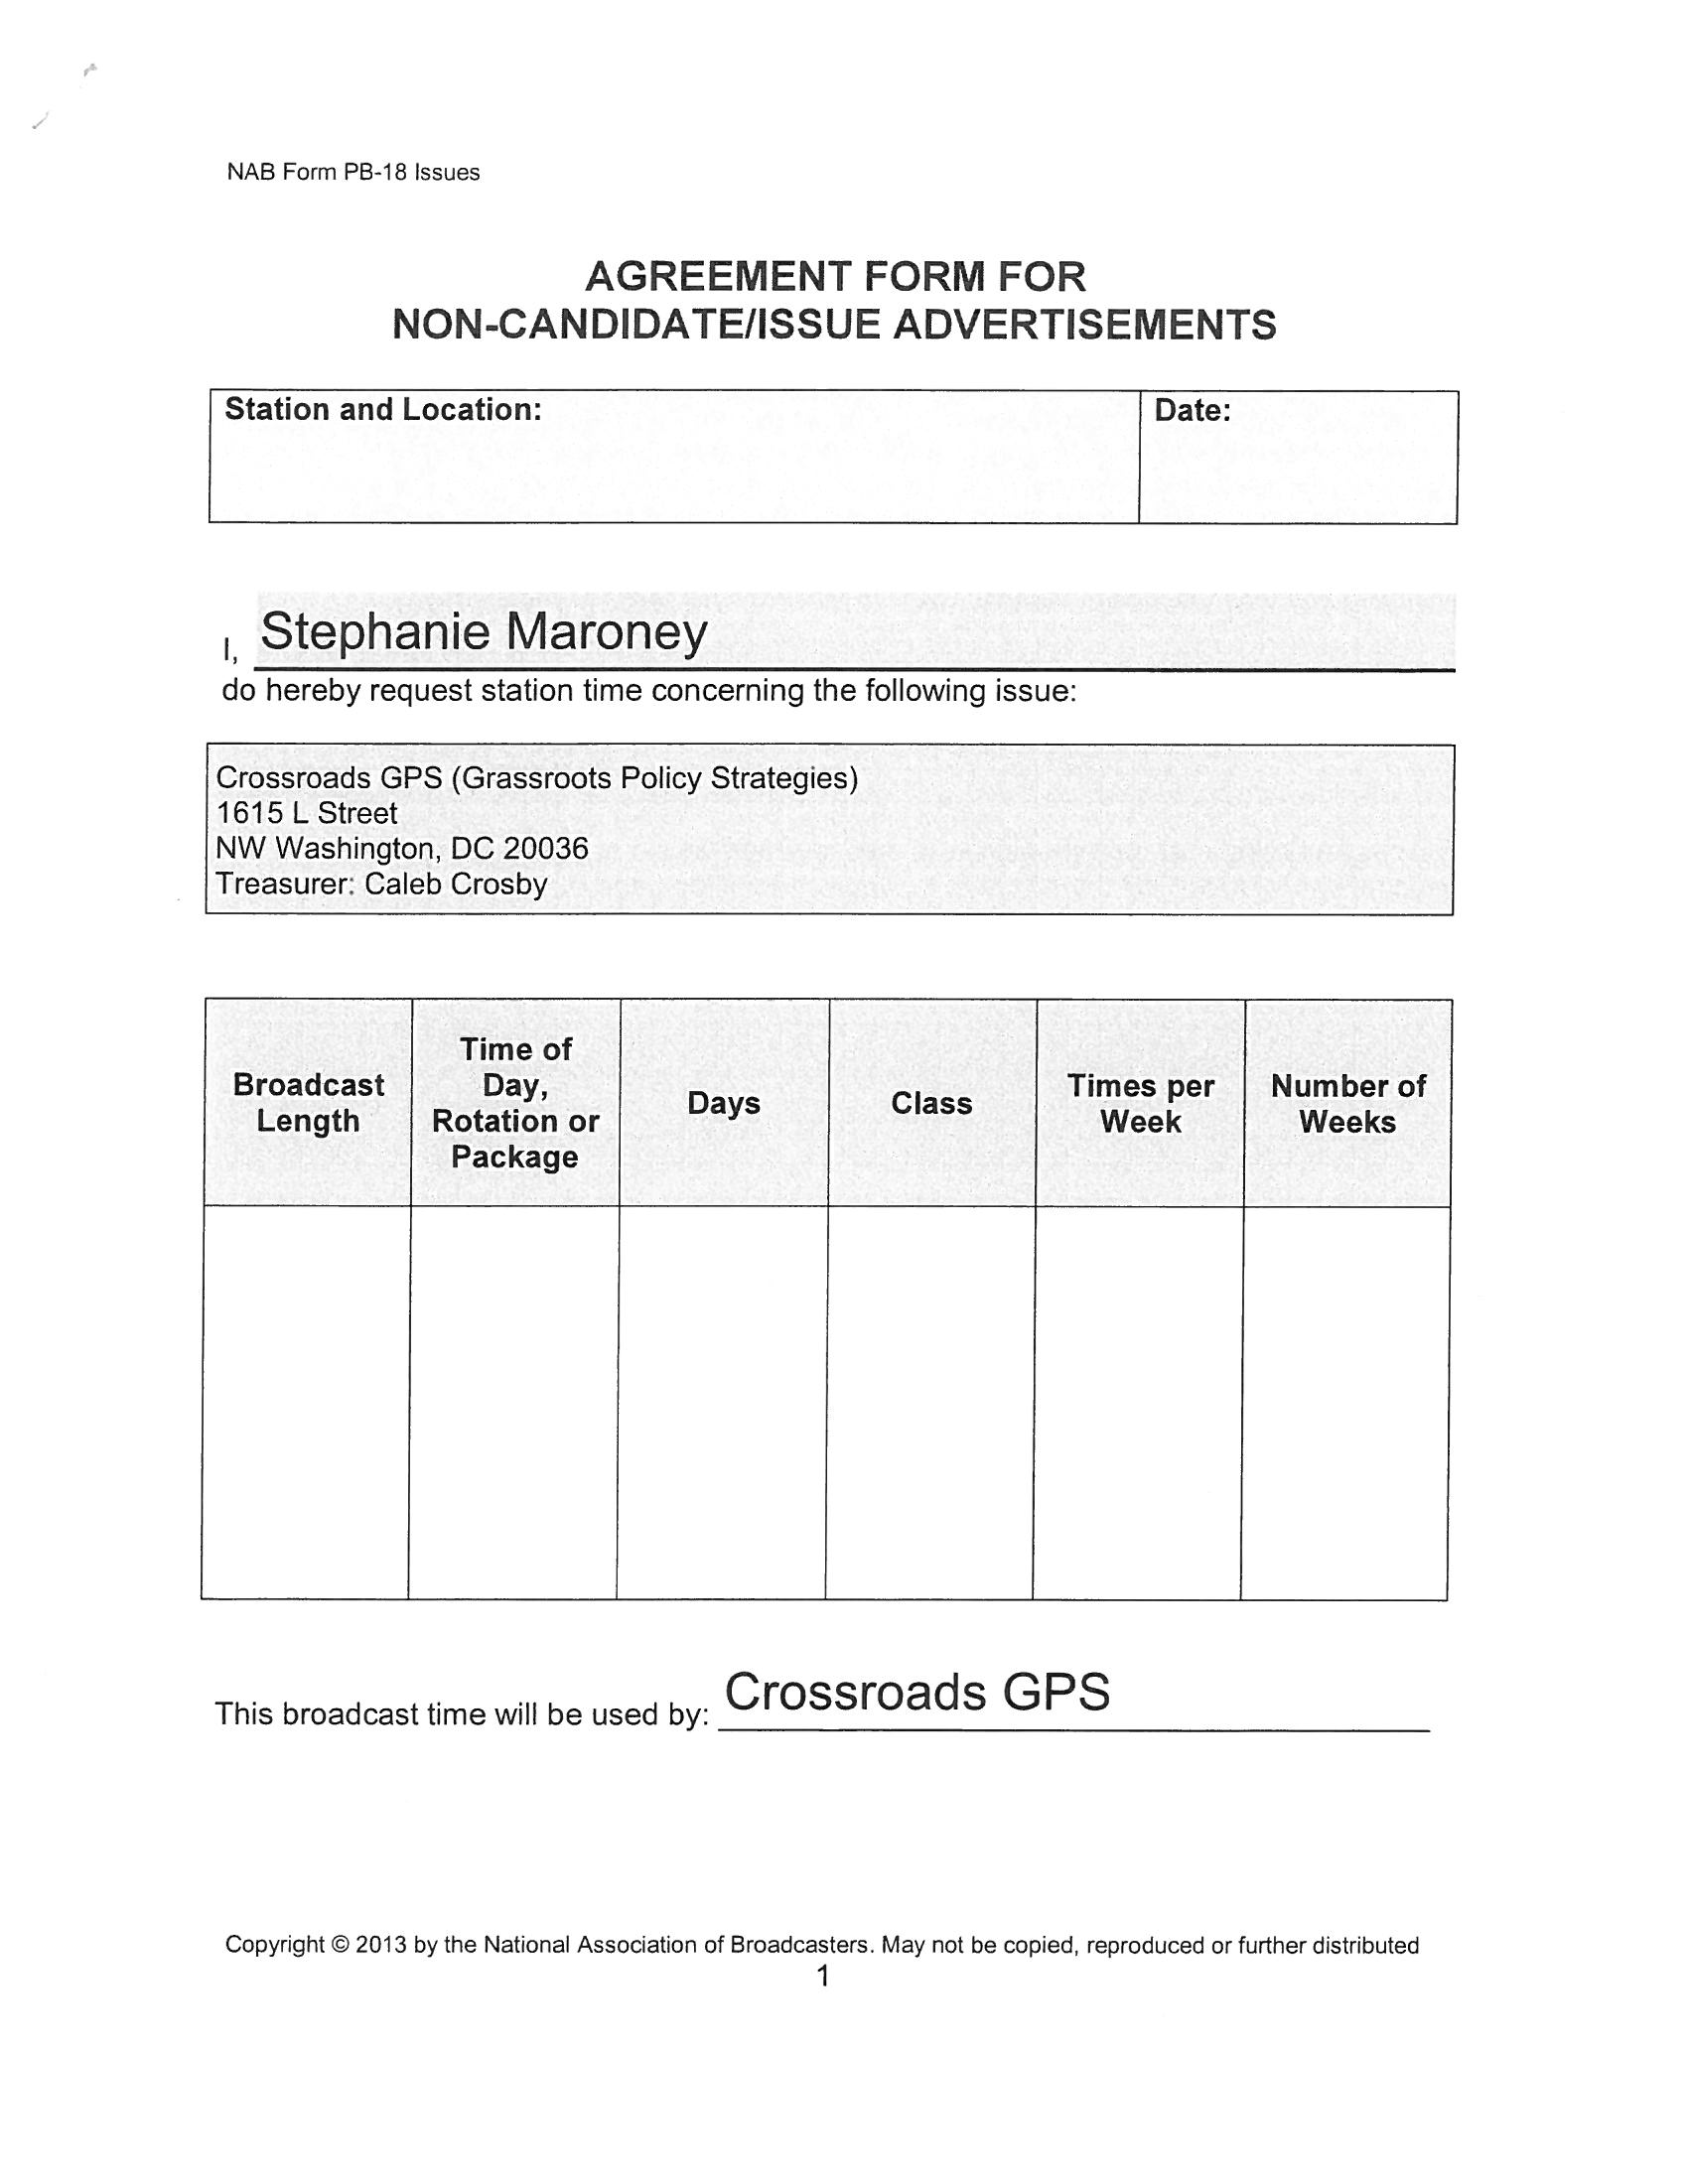 NAB Form PB-18 Issues
AGREEMENT FORM FOR
NON-CANDIDATE/ISSUE ADVERTISEMENTS
Station and Location:
Date:
I, Stephanie Maroney
do hereby request station time concerning the following issue:
Crossroads GPS (Grassroots Policy Strategies)
1615 L Street
NW Washington, DC 20036
Treasurer: Caleb Crosby
Broadcast
Length
Time of
Day,
Rotation or
Package
Days
Class
Times per
Week
Number of
Weeks
This broadcast time will be used by: Crossroads GPS
Copyright © 2013 by the National Association of Broadcasters. May not be copied, reproduced or further distributed
1